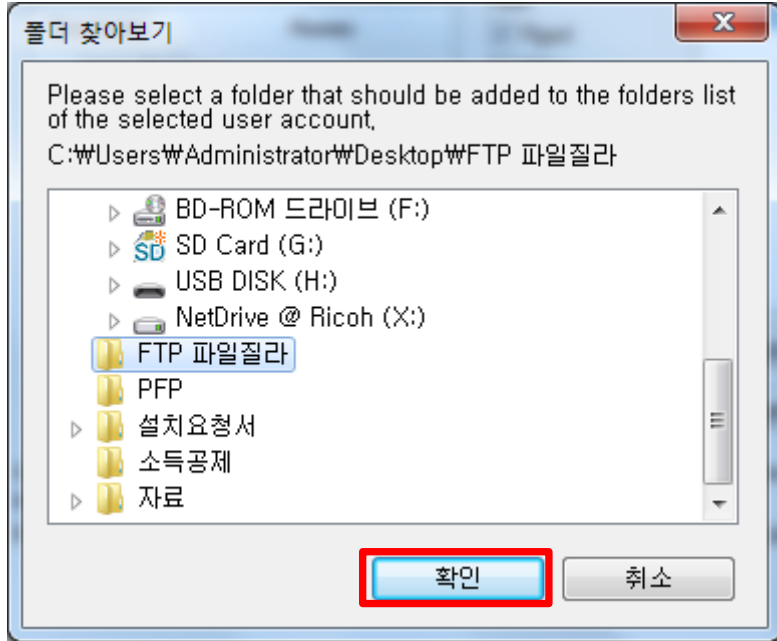 폴더 찾아보기
Please select a folder that should be added to the folders list
of the selected user account,
C:₩Users₩Administrator₩Desktop₩FTP 파일질라
BD-ROM 드라이브 (F:)
SD Card (G:)
USB DISK (H:)
NetDrive @ Ricoh (X:)
FTP 파일질라
PFP
설치요청서
소득공제
자료
확인
취소